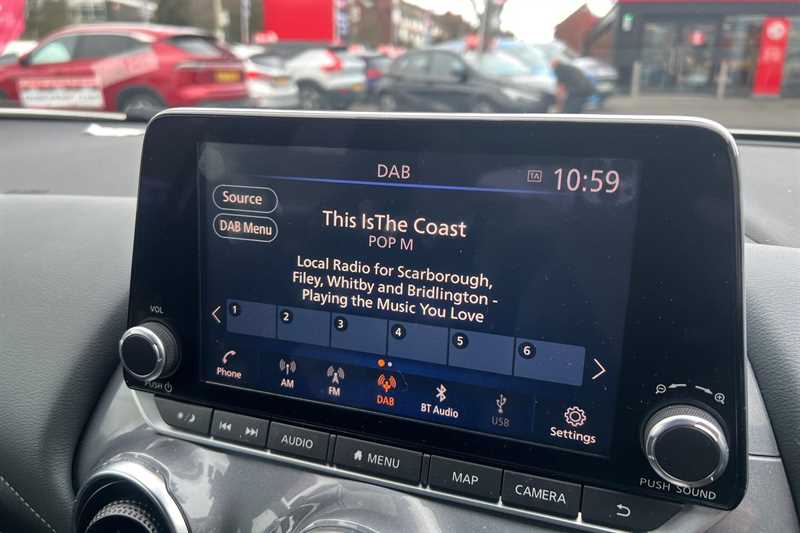 DAB
TA 10:59
Source
DAB Menu
This IsThe Coast
POP M
Local Radio for Scarborough,
Filey, Whitby and Bridlington -
Playing the Music You Love
1 2 3 4 5 6
Phone AM FM DAB BT Audio USB Settings
VOL
PUSH
AUDIO MENU MAP CAMERA
PUSH SOUND